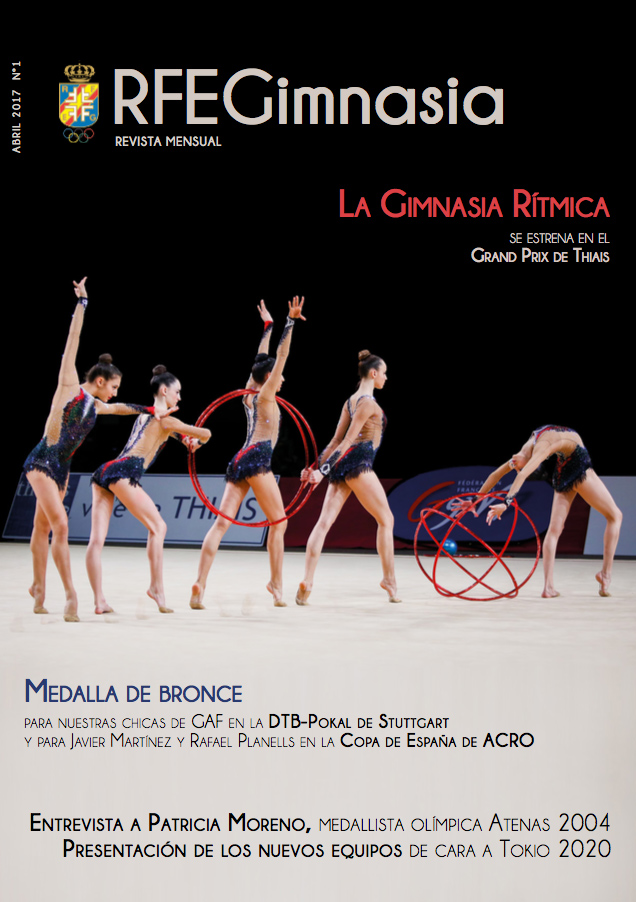 ABRIL 2017 Nº1
RFEGimnasia
REVISTA MENSUAL
LA GIMNASIA RÍTMICA
SE ESTRENA EN EL
GRAND PRIX DE THIAIS
THIAIS
MEDALLA DE BRONCE
PARA NUESTRAS CHICAS DE GAF EN LA DTB-POKAL DE STUTTGART
Y PARA JAVIER MARTÍNEZ Y RAFAEL PLANELLS EN LA COPA DE ESPAÑA DE ACRO
ENTREVISTA A PATRICIA MORENO, MEDALLISTA OLÍMPICA ATENAS 2004
PRESENTACIÓN DE LOS NUEVOS EQUIPOS DE CARA A TOKIO 2020